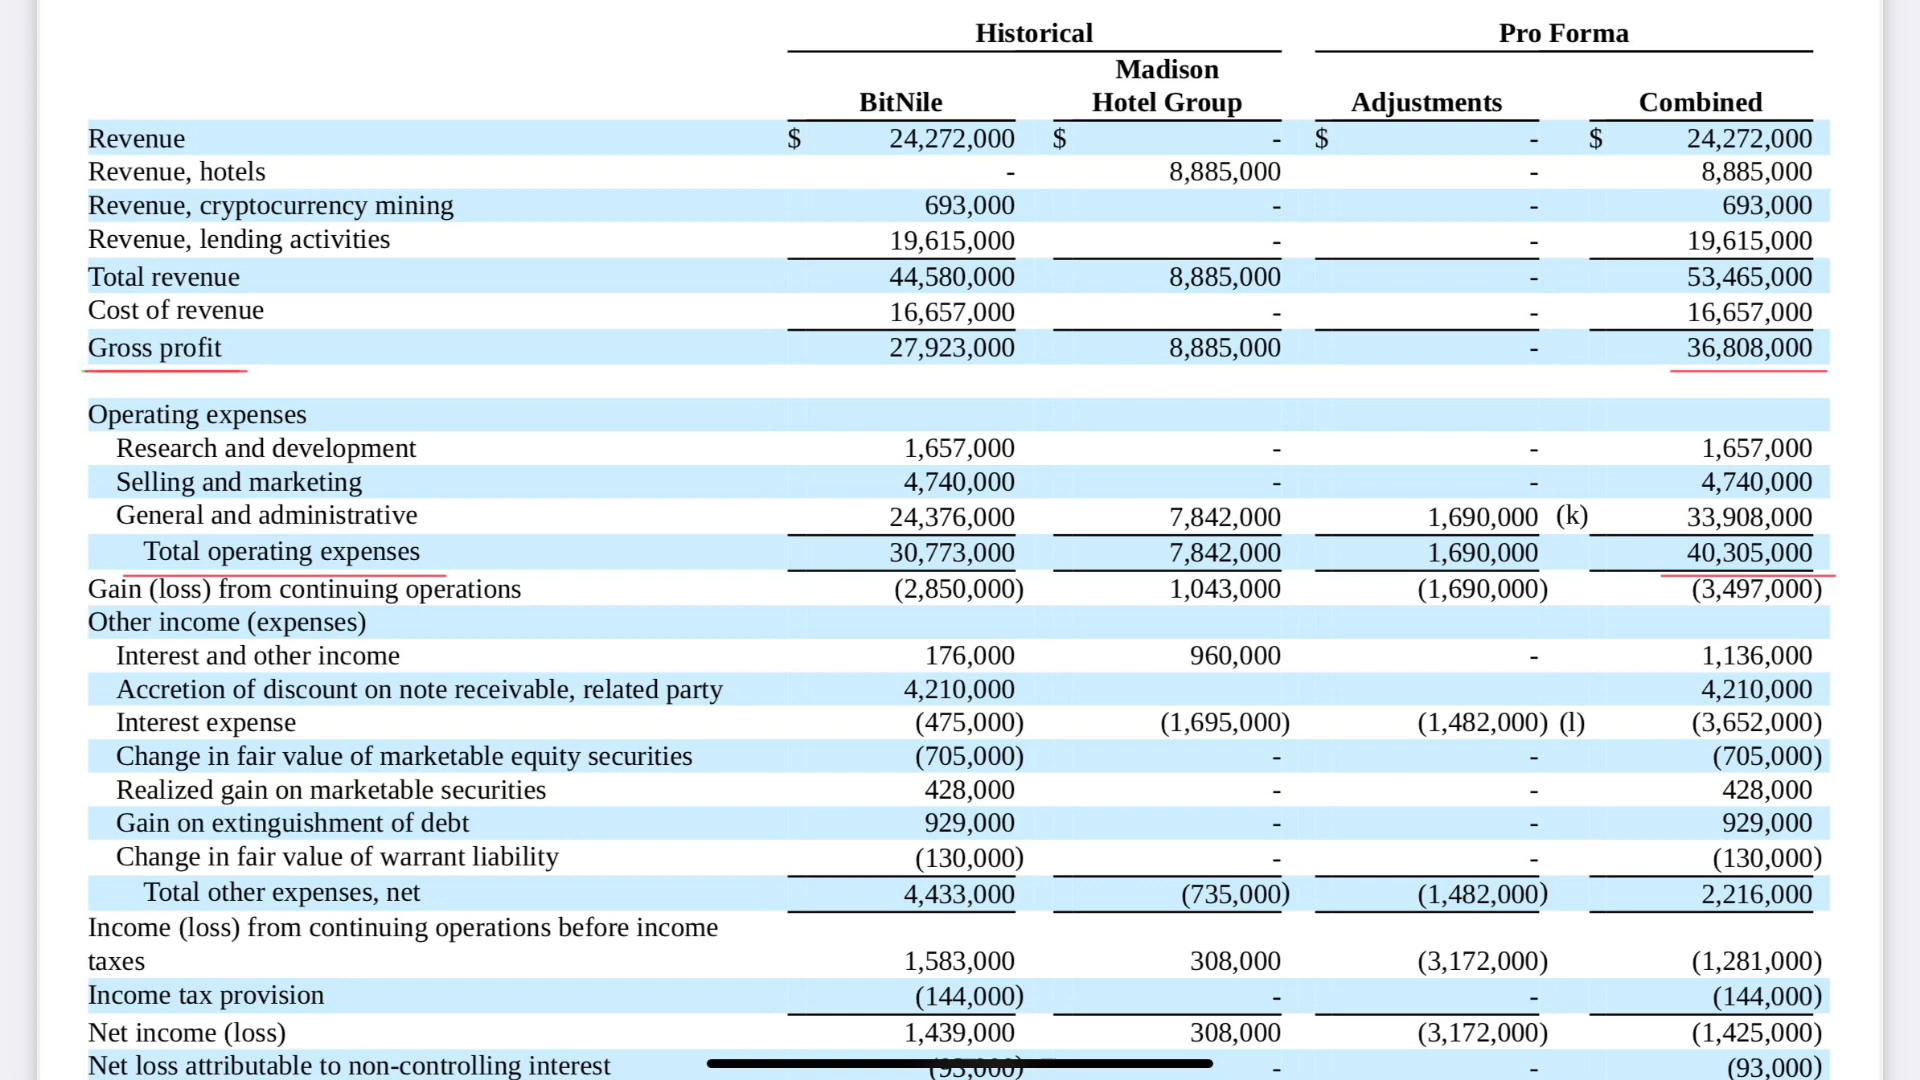 Historical Pro Forma
Madison
BitNile Hotel Group Adjustments Combined
Revenue $ 24,272,000 $ - $ - $ 24,272,000
Revenue, hotels - 8,885,000 - 8,885,000
Revenue, cryptocurrency mining 693,000 - - 693,000
Revenue, lending activities 19,615,000 - - 19,615,000
Total revenue 44,580,000 8,885,000 - 53,465,000
Cost of revenue 16,657,000 - - 16,657,000
Gross profit 27,923,000 8,885,000 - 36,808,000
Operating expenses
Research and development 1,657,000 - - 1,657,000
Selling and marketing 4,740,000 - - 4,740,000
General and administrative 24,376,000 7,842,000 1,690,000 (k) 33,908,000
Total operating expenses 30,773,000 7,842,000 1,690,000 40,305,000
Gain (loss) from continuing operations (2,850,000) 1,043,000 (1,690,000) (3,497,000)
Other income (expenses)
Interest and other income 176,000 960,000 - 1,136,000
Accretion of discount on note receivable, related party 4,210,000 4,210,000
Interest expense (475,000) (1,695,000) (1,482,000) (l) (3,652,000)
Change in fair value of marketable equity securities (705,000) - - (705,000)
Realized gain on marketable securities 428,000 - - 428,000
Gain on extinguishment of debt 929,000 - - 929,000
Change in fair value of warrant liability (130,000) - - (130,000)
Total other expenses, net 4,433,000 (735,000) (1,482,000) 2,216,000
Income (loss) from continuing operations before income
taxes 1,583,000 308,000 (3,172,000) (1,281,000)
Income tax provision (144,000) - - (144,000)
Net income (loss) 1,439,000 308,000 (3,172,000) (1,425,000)
Net loss attributable to non-controlling interest (93,000) - - (93,000)